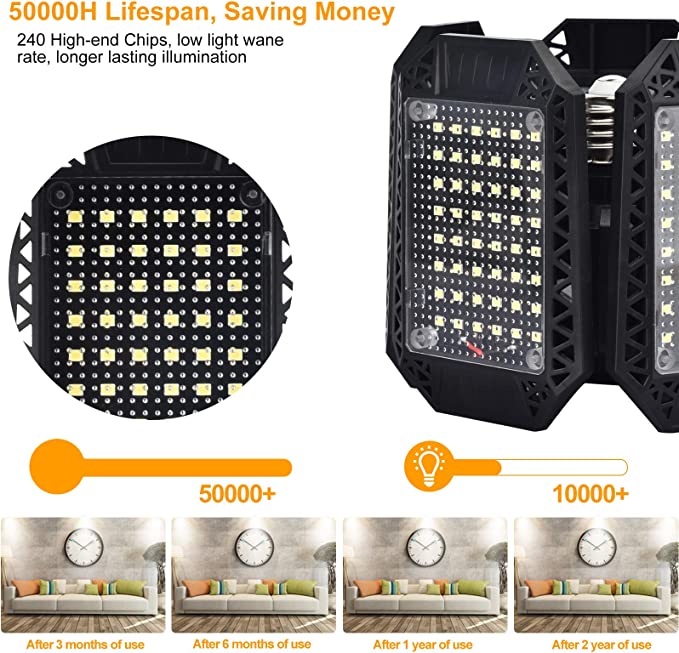 50000H Lifespan, Saving Money
240 High-end Chips, low light wane
rate, longer lasting illumination
50000+
10000+
After 3 months of use
After 6 months of use
After 1 year of use
After 2 year of use